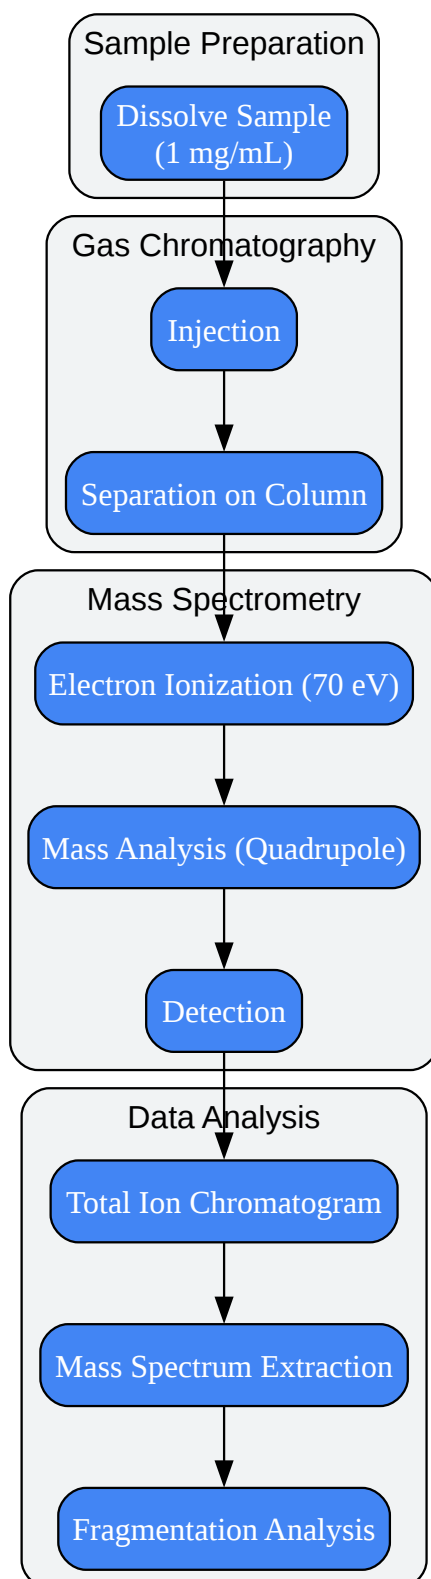 Sample Preparation
Dissolve Sample
(1 mg/mL)
Gas Chromatography
Injection
Separation on Column
Mass Spectrometry
Electron Ionization (70 eV)
Mass Analysis (Quadrupole)
Detection
Data Analysis
Total Ion Chromatogram
Mass Spectrum Extraction
Fragmentation Analysis